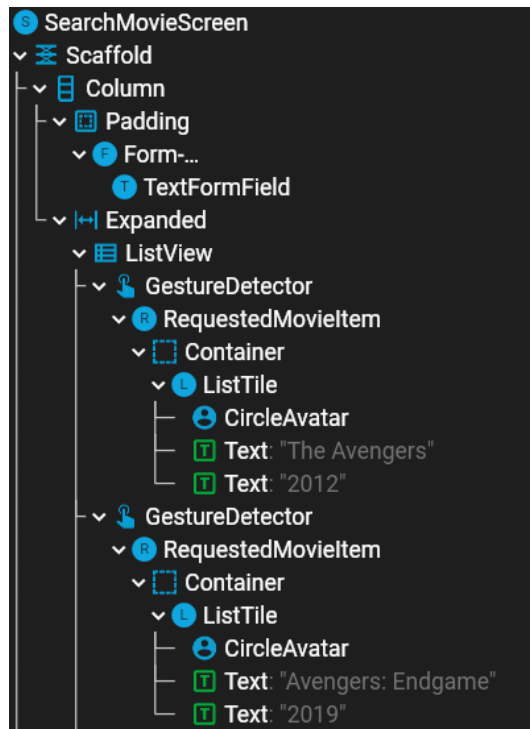 S SearchMovieScreen
Scaffold
Column
Padding
F Form-...
T TextFormField
Expanded
ListView
GestureDetector
R RequestedMovieItem
Container
L ListTile
CircleAvatar
T Text: "The Avengers"
T Text: "2012"
GestureDetector
R RequestedMovieItem
Container
L ListTile
CircleAvatar
T Text: "Avengers: Endgame"
T Text: "2019"